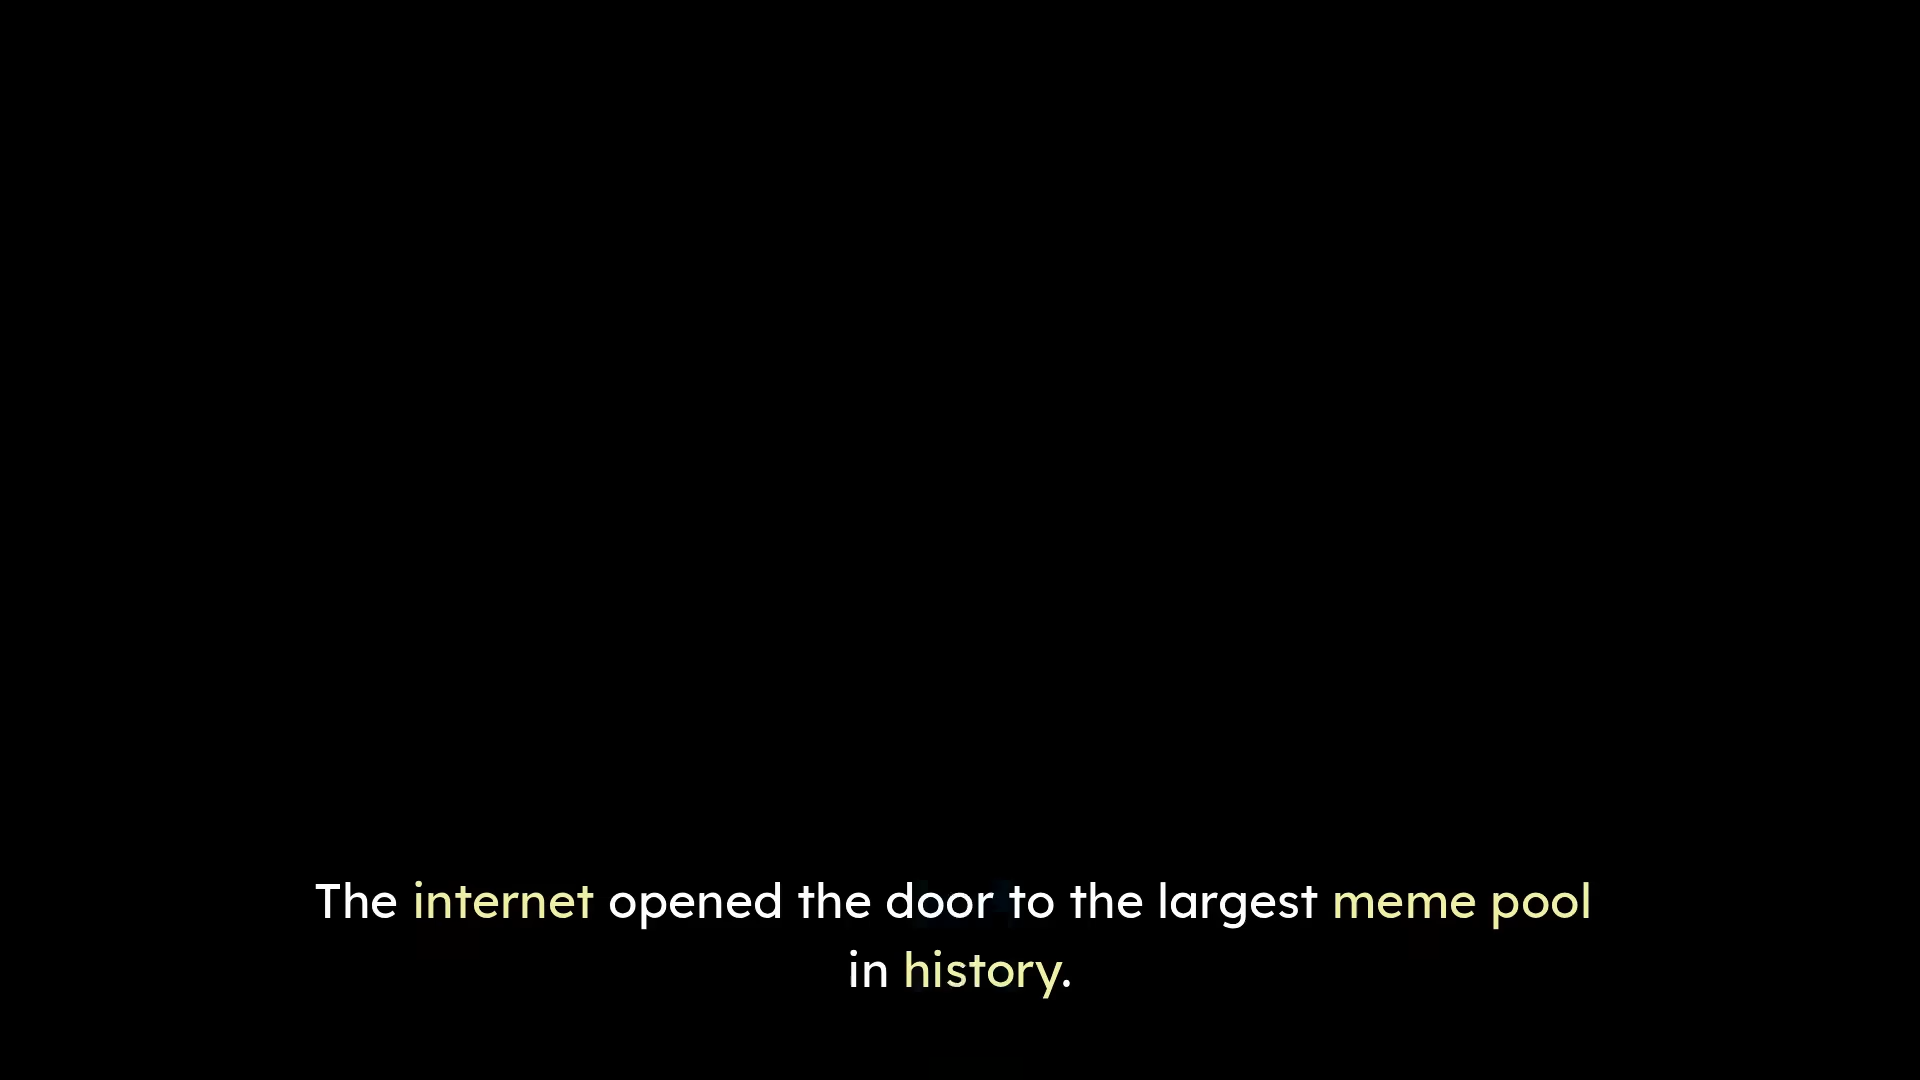 The internet opened the door to the largest meme pool
in history.